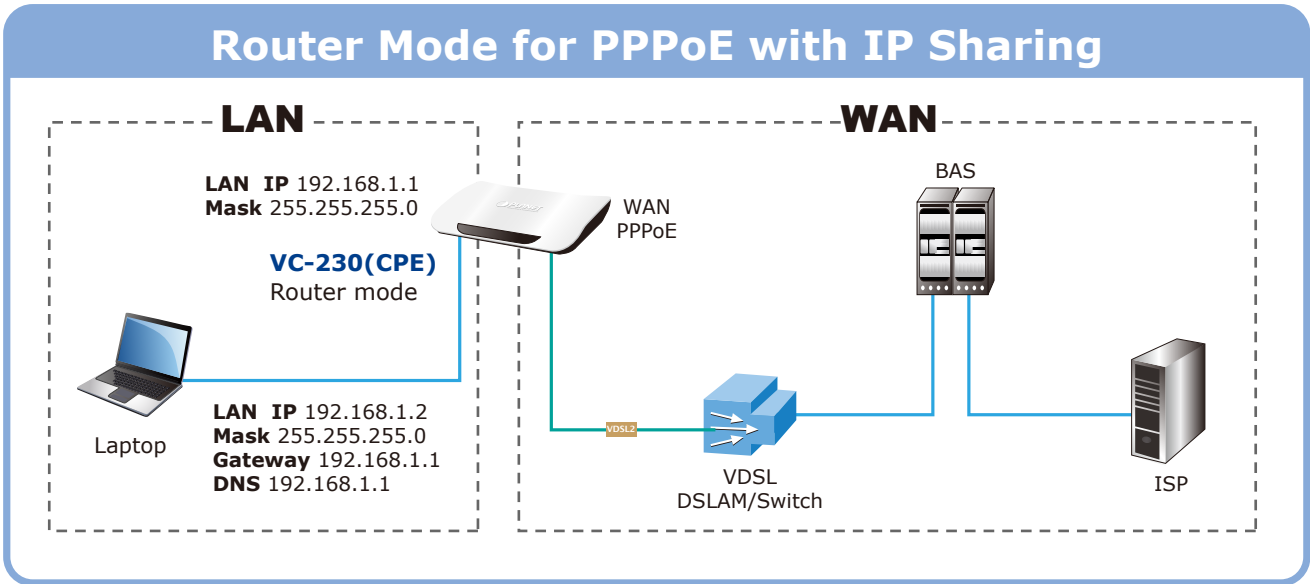 Router Mode for PPPoE with IP Sharing
LAN
WAN
LAN IP 192.168.1.1
Mask 255.255.255.0
VC-230(CPE)
Router mode
WAN
PPPoE
BAS
Laptop
LAN IP 192.168.1.2
Mask 255.255.255.0
Gateway 192.168.1.1
DNS 192.168.1.1
VDSL2
VDSL
DSLAM/Switch
ISP